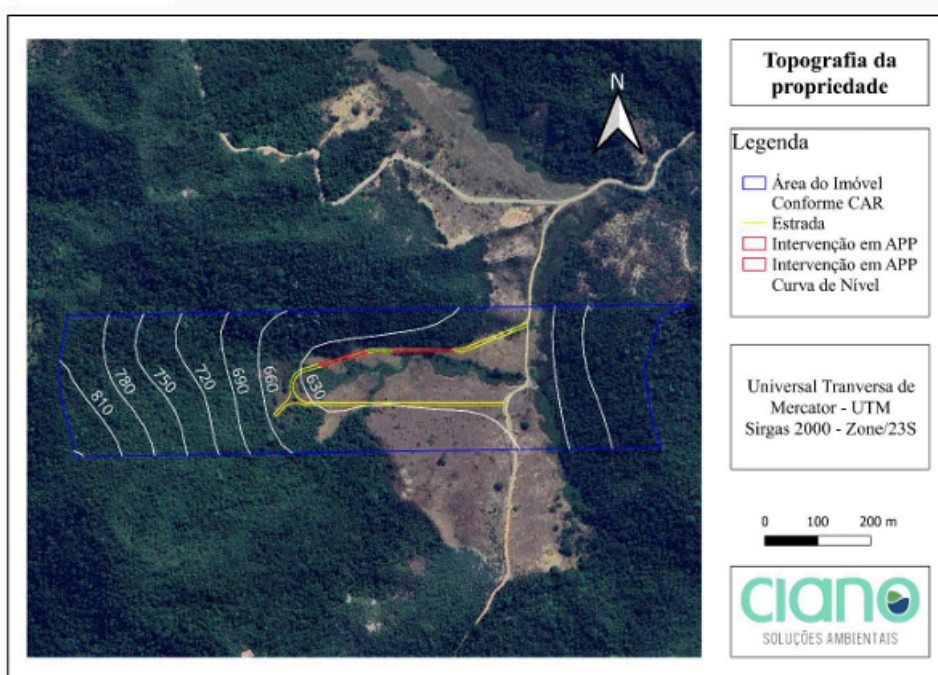 Topografia da
propriedade
N
Legenda
Área do Imóvel
Conforme CAR
Estrada
Intervenção em APP
Intervenção em APP
Curva de Nível
810
780
750
720
690
660
630
Universal Tranversa de
Mercator - UTM
Sirgas 2000 - Zone/23S
0 100 200 m
ciano
SOLUÇÕES AMBIENTAIS